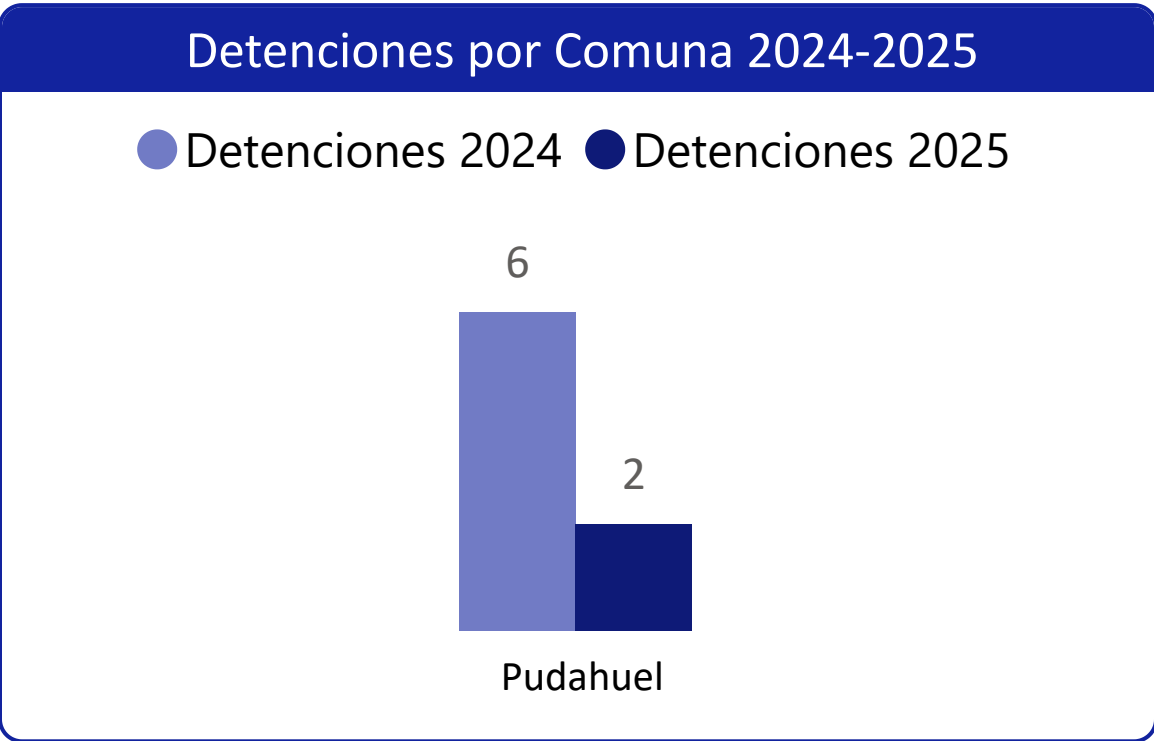 Detenciones por Comuna 2024-2025
Detenciones 2024 Detenciones 2025
6
2
Pudahuel